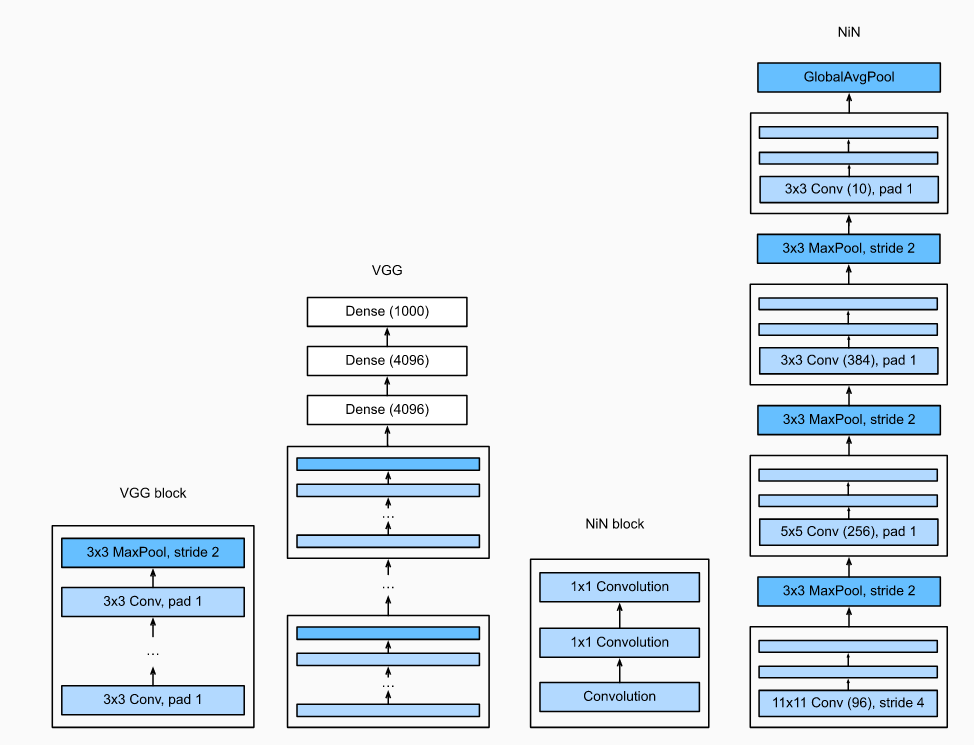 VGG block
3x3 MaxPool, stride 2
3x3 Conv, pad 1
...
3x3 Conv, pad 1
VGG
Dense (1000)
Dense (4096)
Dense (4096)
...
...
...
NiN block
1x1 Convolution
1x1 Convolution
Convolution
NiN
GlobalAvgPool
3x3 Conv (10), pad 1
3x3 MaxPool, stride 2
3x3 Conv (384), pad 1
3x3 MaxPool, stride 2
5x5 Conv (256), pad 1
3x3 MaxPool, stride 2
11x11 Conv (96), stride 4